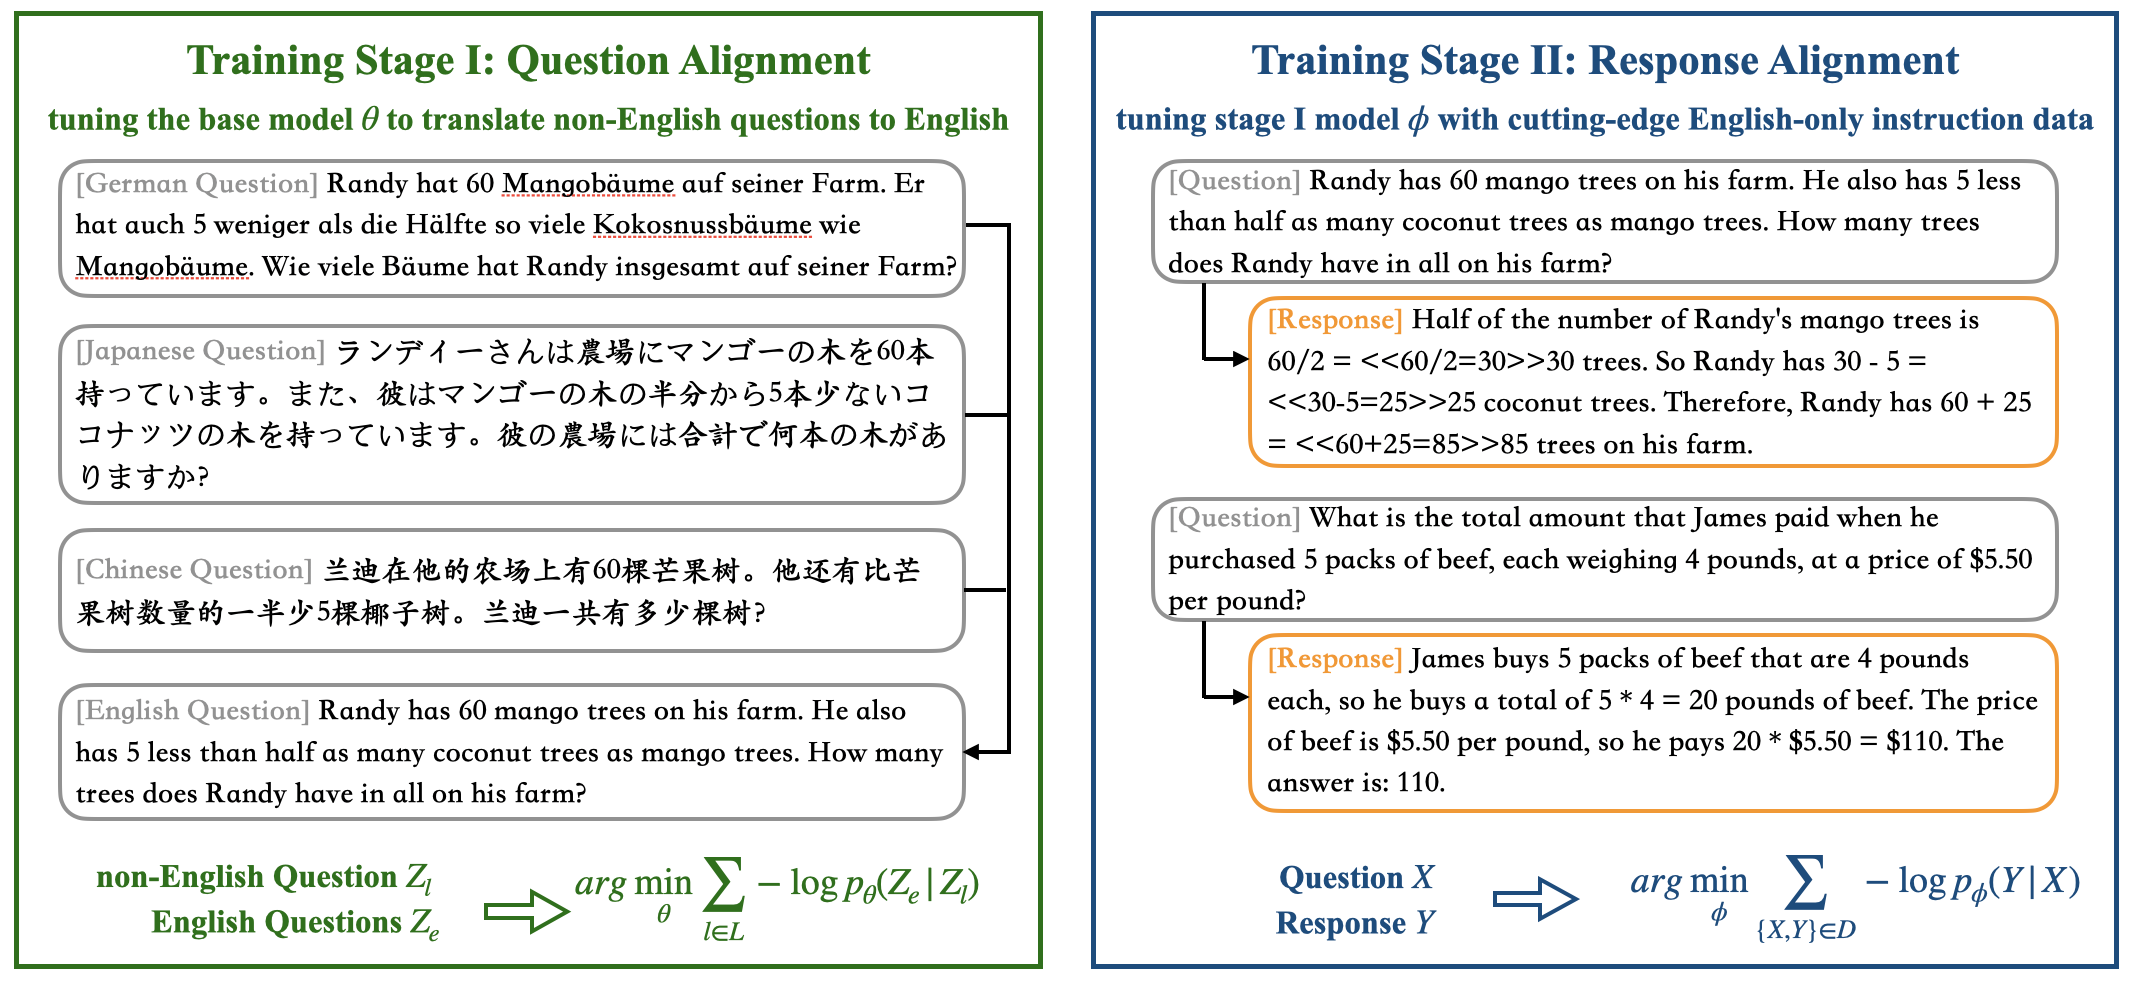 Training Stage I: Question Alignment
tuning the base model θ to translate non-English questions to English
[German Question] Randy hat 60 Mangobäume auf seiner Farm. Er
hat auch 5 weniger als die Hälfte so viele Kokosnussbäume wie
Mangobäume. Wie viele Bäume hat Randy insgesamt auf seiner Farm?
[Japanese Question] ランディーさんは農場にマンゴーの木を60本
持っています。また、彼はマンゴーの木の半分から5本少ないコ
コナッツの木を持っています。彼の農場には合計で何本の木があ
りますか?
[Chinese Question] 兰迪在他的农场上有60棵芒果树。他还有比芒
果树数量的一半少5棵椰子树。兰迪一共有多少棵树?
[English Question] Randy has 60 mango trees on his farm. He also
has 5 less than half as many coconut trees as mango trees. How many
trees does Randy have in all on his farm?
non-English Question Z_l
English Questions Z_e
arg min_θ ∑_{l∈L} − log p_θ(Z_e | Z_l)
Training Stage II: Response Alignment
tuning stage I model ϕ with cutting-edge English-only instruction data
[Question] Randy has 60 mango trees on his farm. He also has 5 less
than half as many coconut trees as mango trees. How many trees
does Randy have in all on his farm?
[Response] Half of the number of Randy's mango trees is
60/2 = <<60/2=30>>30 trees. So Randy has 30 - 5 =
<<30-5=25>>25 coconut trees. Therefore, Randy has 60 + 25
= <<60+25=85>>85 trees on his farm.
[Question] What is the total amount that James paid when he
purchased 5 packs of beef, each weighing 4 pounds, at a price of $5.50
per pound?
[Response] James buys 5 packs of beef that are 4 pounds
each, so he buys a total of 5 * 4 = 20 pounds of beef. The price
of beef is $5.50 per pound, so he pays 20 * $5.50 = $110. The
answer is: 110.
Question X
Response Y
arg min_ϕ ∑_{{X,Y}∈D} − log p_ϕ(Y | X)